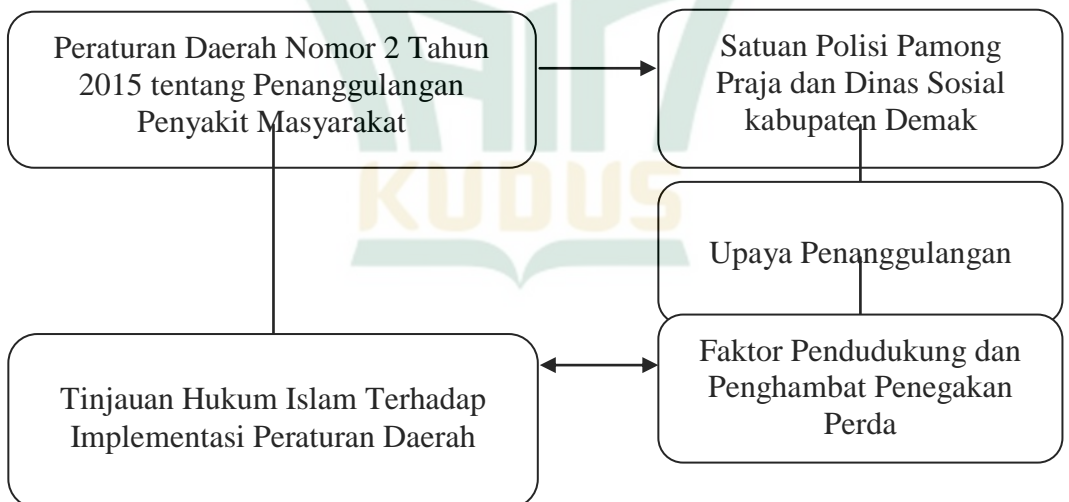 Peraturan Daerah Nomor 2 Tahun
2015 tentang Penanggulangan
Penyakit Masyarakat
Satuan Polisi Pamong
Praja dan Dinas Sosial
kabupaten Demak
KUDUS
Upaya Penanggulangan
Faktor Pendudukung dan
Penghambat Penegakan
Perda
Tinjauan Hukum Islam Terhadap
Implementasi Peraturan Daerah